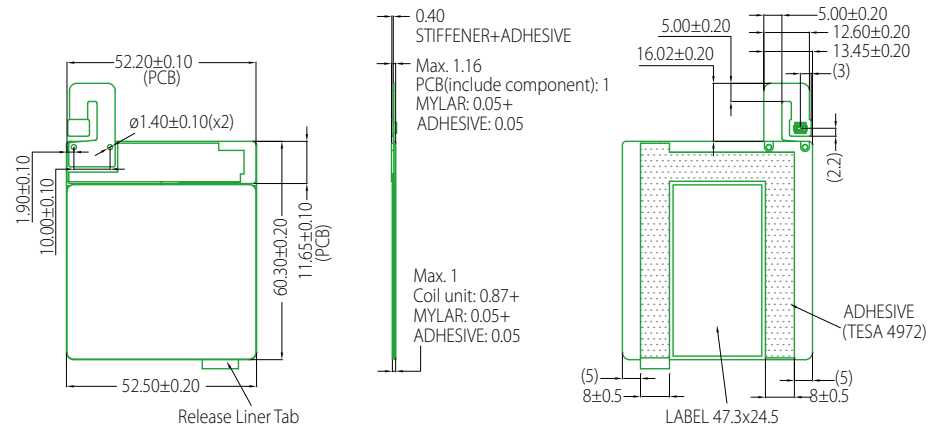 52.20±0.10
(PCB)
ø1.40±0.10(x2)
1.90±0.10
10.00±0.10
60.30±0.20
11.65±0.10
(PCB)
52.50±0.20
Release Liner Tab
0.40
STIFFENER+ADHESIVE
Max. 1.16
PCB(include component): 1
MYLAR: 0.05+
ADHESIVE: 0.05
Max. 1
Coil unit: 0.87+
MYLAR: 0.05+
ADHESIVE: 0.05
5.00±0.20
12.60±0.20
13.45±0.20
5.00±0.20
16.02±0.20
(3)
(2.2)
ADHESIVE
(TESA 4972)
(5)
8±0.5
(5)
8±0.5
LABEL 47.3x24.5